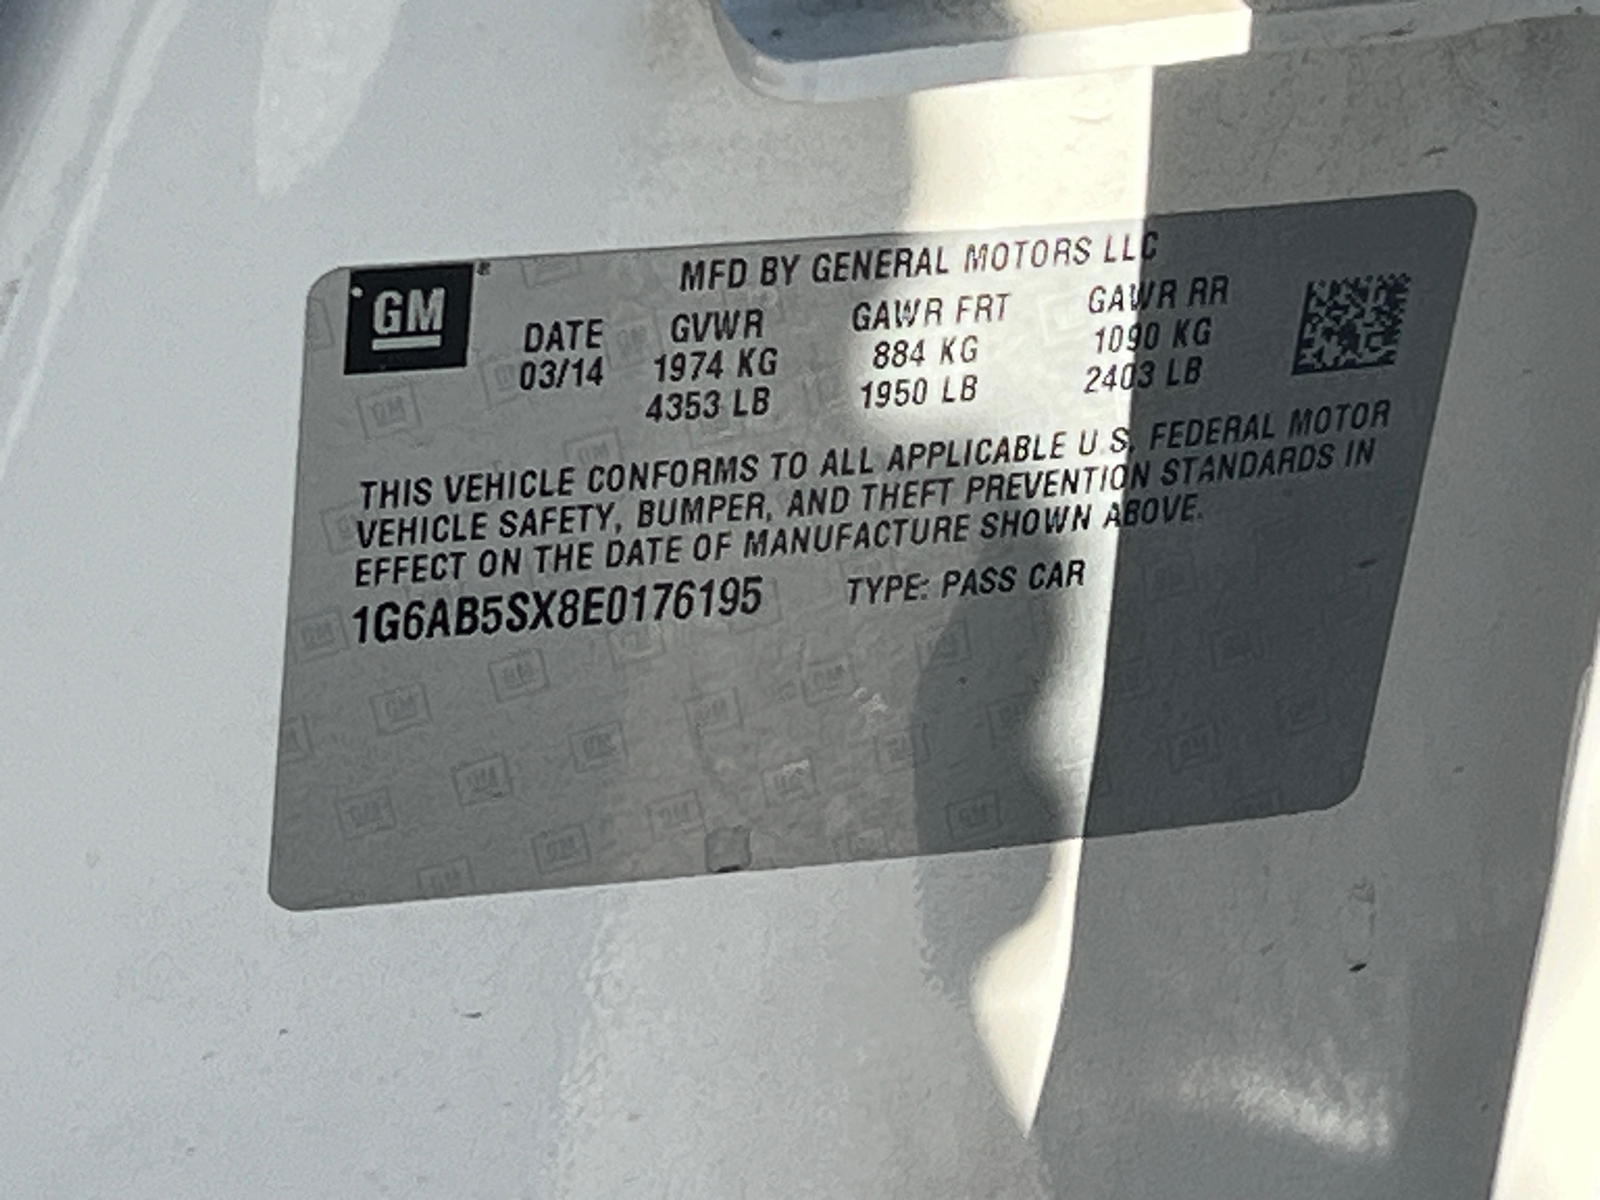 GM
MFD BY GENERAL MOTORS LLC
DATE GVWR GAWR FRT GAWR RR
03/14 1974 KG 884 KG 1090 KG
4353 LB 1950 LB 2403 LB
THIS VEHICLE CONFORMS TO ALL APPLICABLE U.S. FEDERAL MOTOR
VEHICLE SAFETY, BUMPER, AND THEFT PREVENTION STANDARDS IN
EFFECT ON THE DATE OF MANUFACTURE SHOWN ABOVE.
1G6AB5SX8E0176195 TYPE: PASS CAR